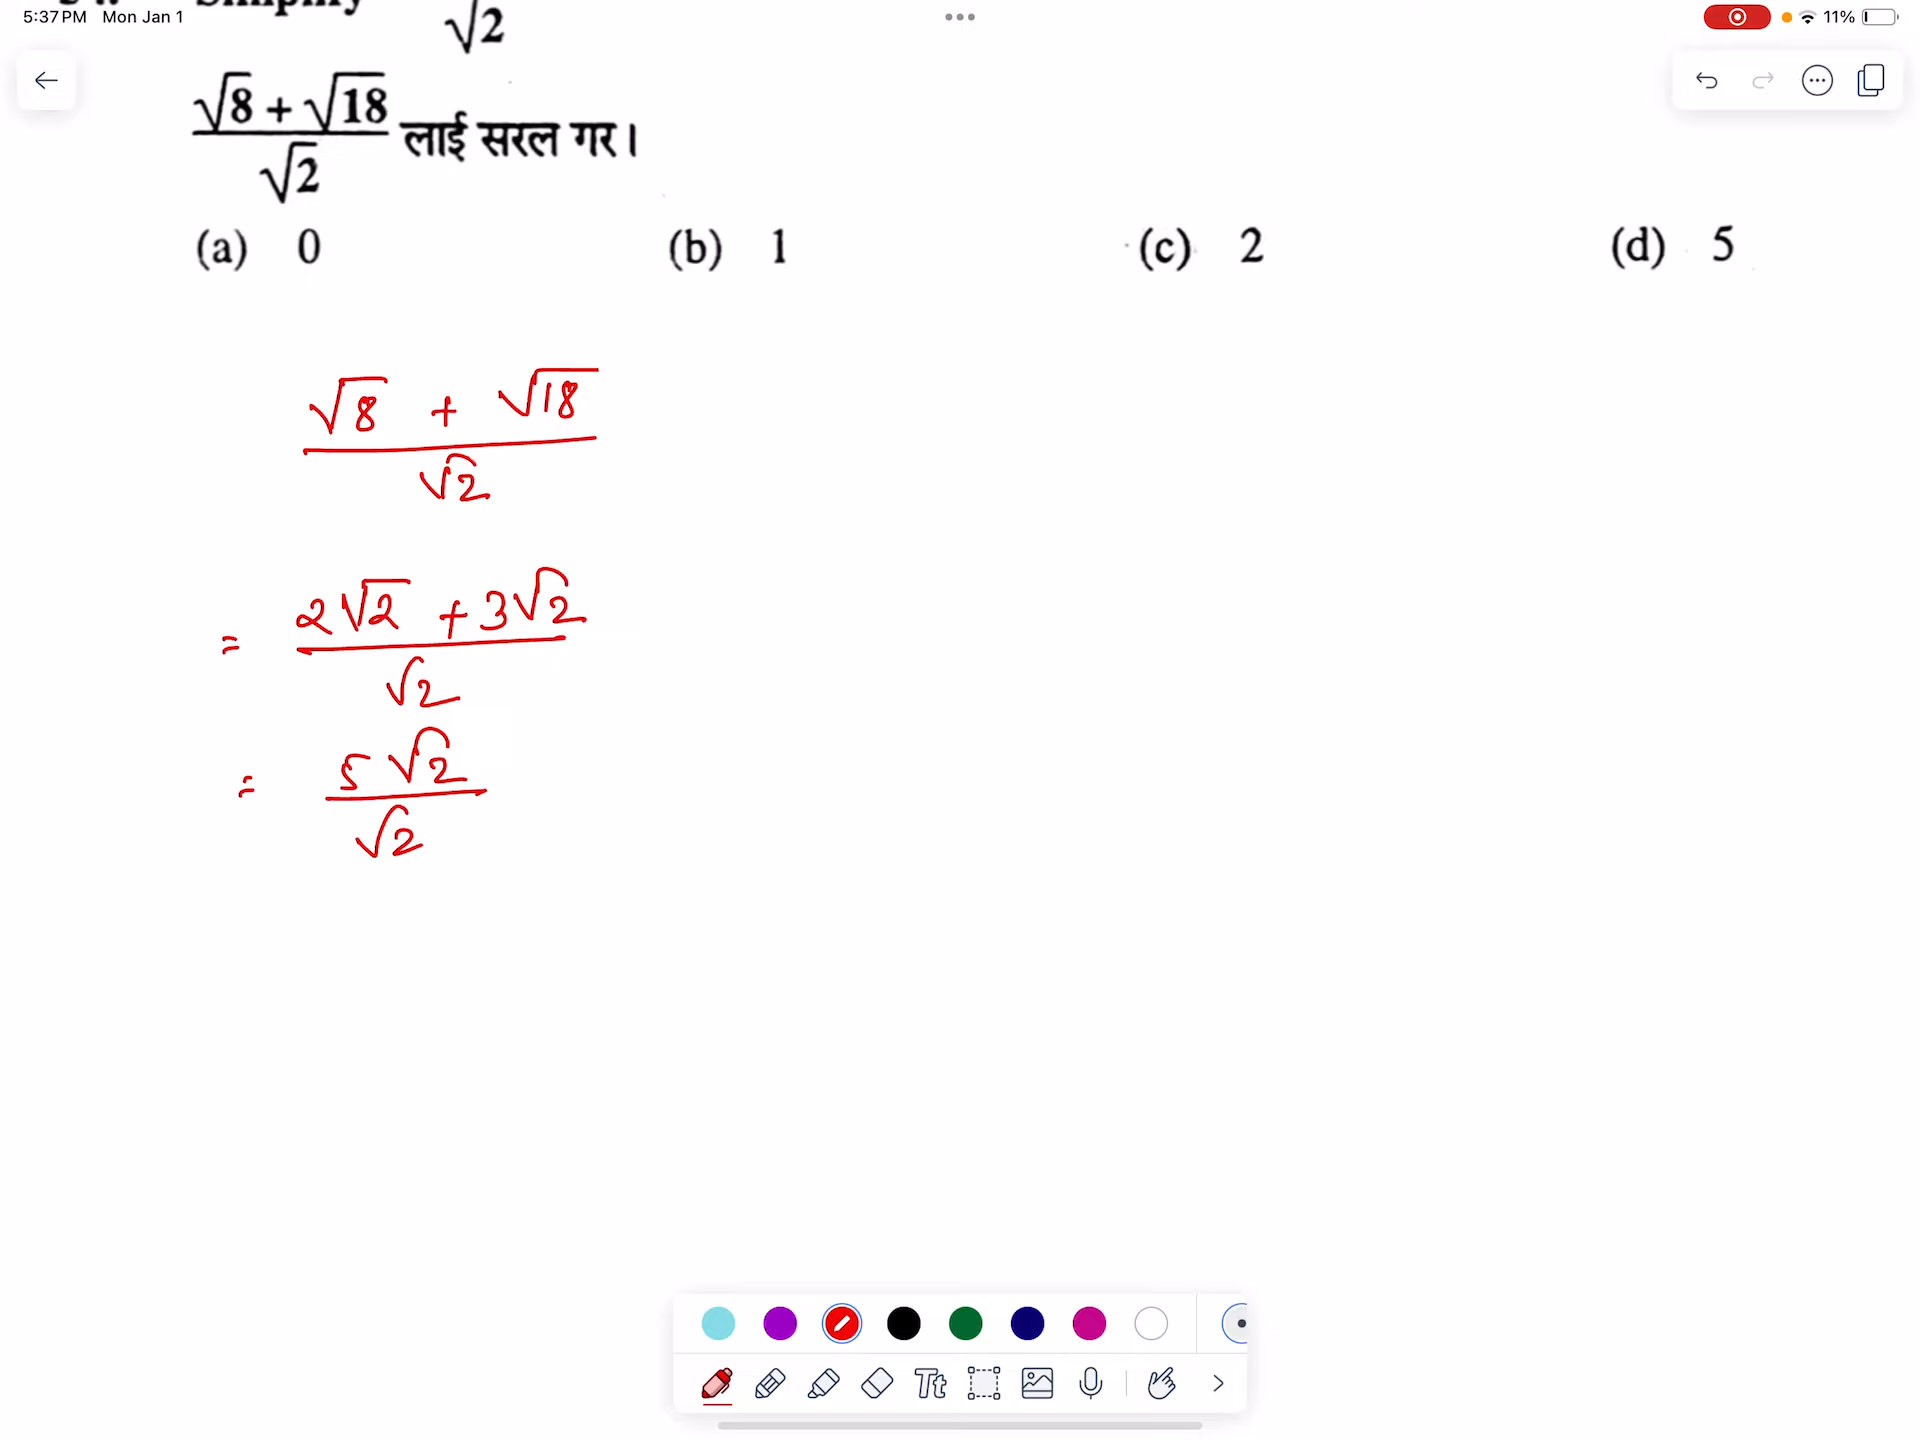 5:37 PM Mon Jan 1
11%
√2
(√8 + √18)/√2 लाई सरल गर।
(a) 0 (b) 1 (c) 2 (d) 5
(√8 + √18)/√2
= (2√2 + 3√2)/√2
= 5√2/√2
Tt